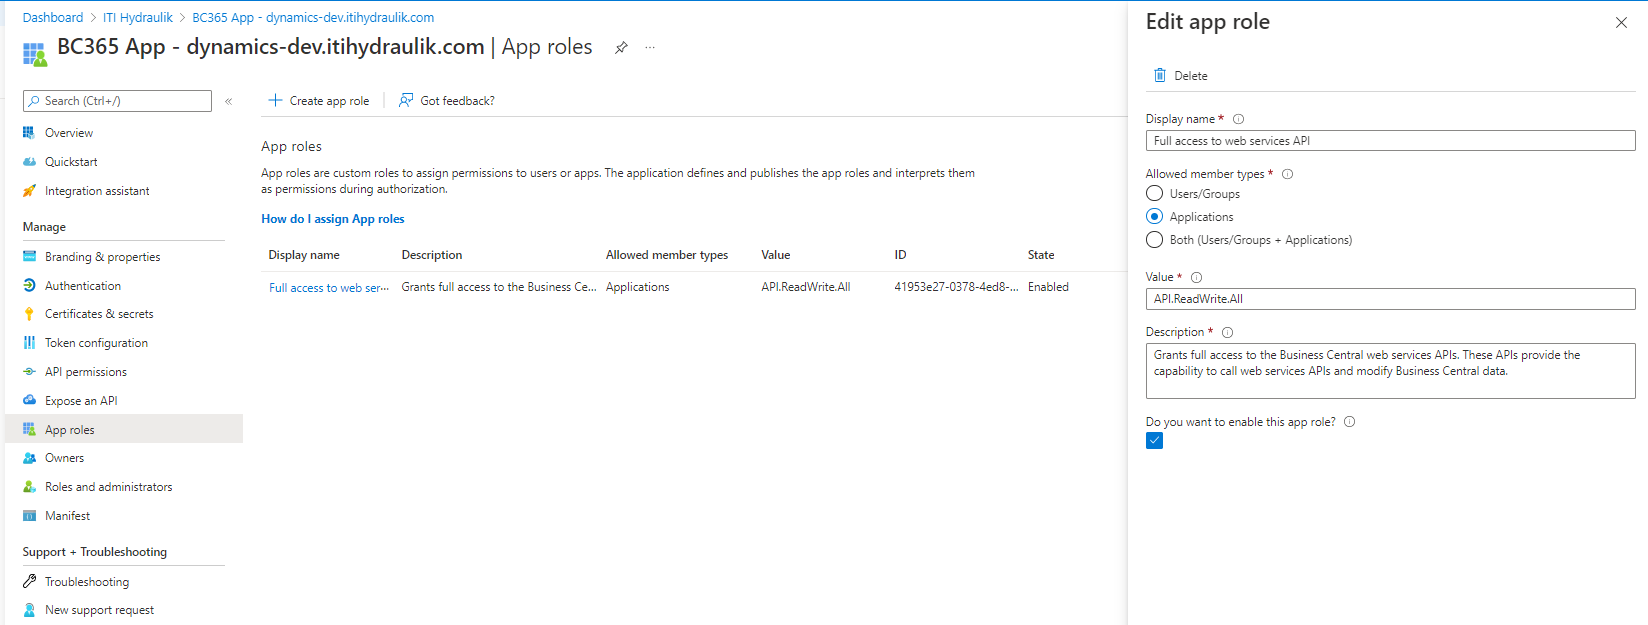 Dashboard > ITI Hydraulik > BC365 App - dynamics-dev.itihydraulik.com
BC365 App - dynamics-dev.itihydraulik.com | App roles
Search (Ctrl+/)
Overview
Quickstart
Integration assistant
Manage
Branding & properties
Authentication
Certificates & secrets
Token configuration
API permissions
Expose an API
App roles
Owners
Roles and administrators
Manifest
Support + Troubleshooting
Troubleshooting
New support request
Create app role
Got feedback?
App roles
App roles are custom roles to assign permissions to users or apps. The application defines and publishes the app roles and interprets them
as permissions during authorization.
How do I assign App roles
Display name Description Allowed member types Value ID State
Full access to web ser... Grants full access to the Business Ce... Applications API.ReadWrite.All 41953e27-0378-4ed8-... Enabled
Edit app role
Delete
Display name *
Full access to web services API
Allowed member types *
Users/Groups
Applications
Both (Users/Groups + Applications)
Value *
API.ReadWrite.All
Description *
Grants full access to the Business Central web services APIs. These APIs provide the
capability to call web services APIs and modify Business Central data.
Do you want to enable this app role?